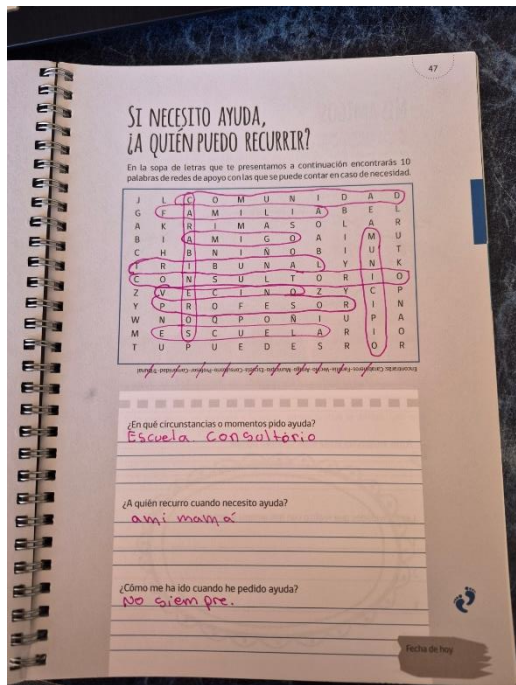 47
SI NECESITO AYUDA,
¿A QUIÉN PUEDO RECURRIR?
En la sopa de letras que te presentamos a continuación encontrarás 10
palabras de redes de apoyo con las que se puede contar en caso de necesidad.
J L C O M U N I D A D
G F A M I L I A B E L
A K R I M A S O L A R
B I A M I G O A I M U
C H B N I Ñ O B I U T
T R I B U N A L Y N K
C O N S U L T O R I O
Z V E C I N O Z Y C P
Y P R O F E S O R I N
W N O Q P O Ñ I U P A
M E S C U E L A R I O
T U P U E D E S R O R
¿En qué circunstancias o momentos pido ayuda?
Escuela Consultorio
¿A quién recurro cuando necesito ayuda?
ami mamá
¿Cómo me ha ido cuando he pedido ayuda?
No siempre.
Fecha de hoy